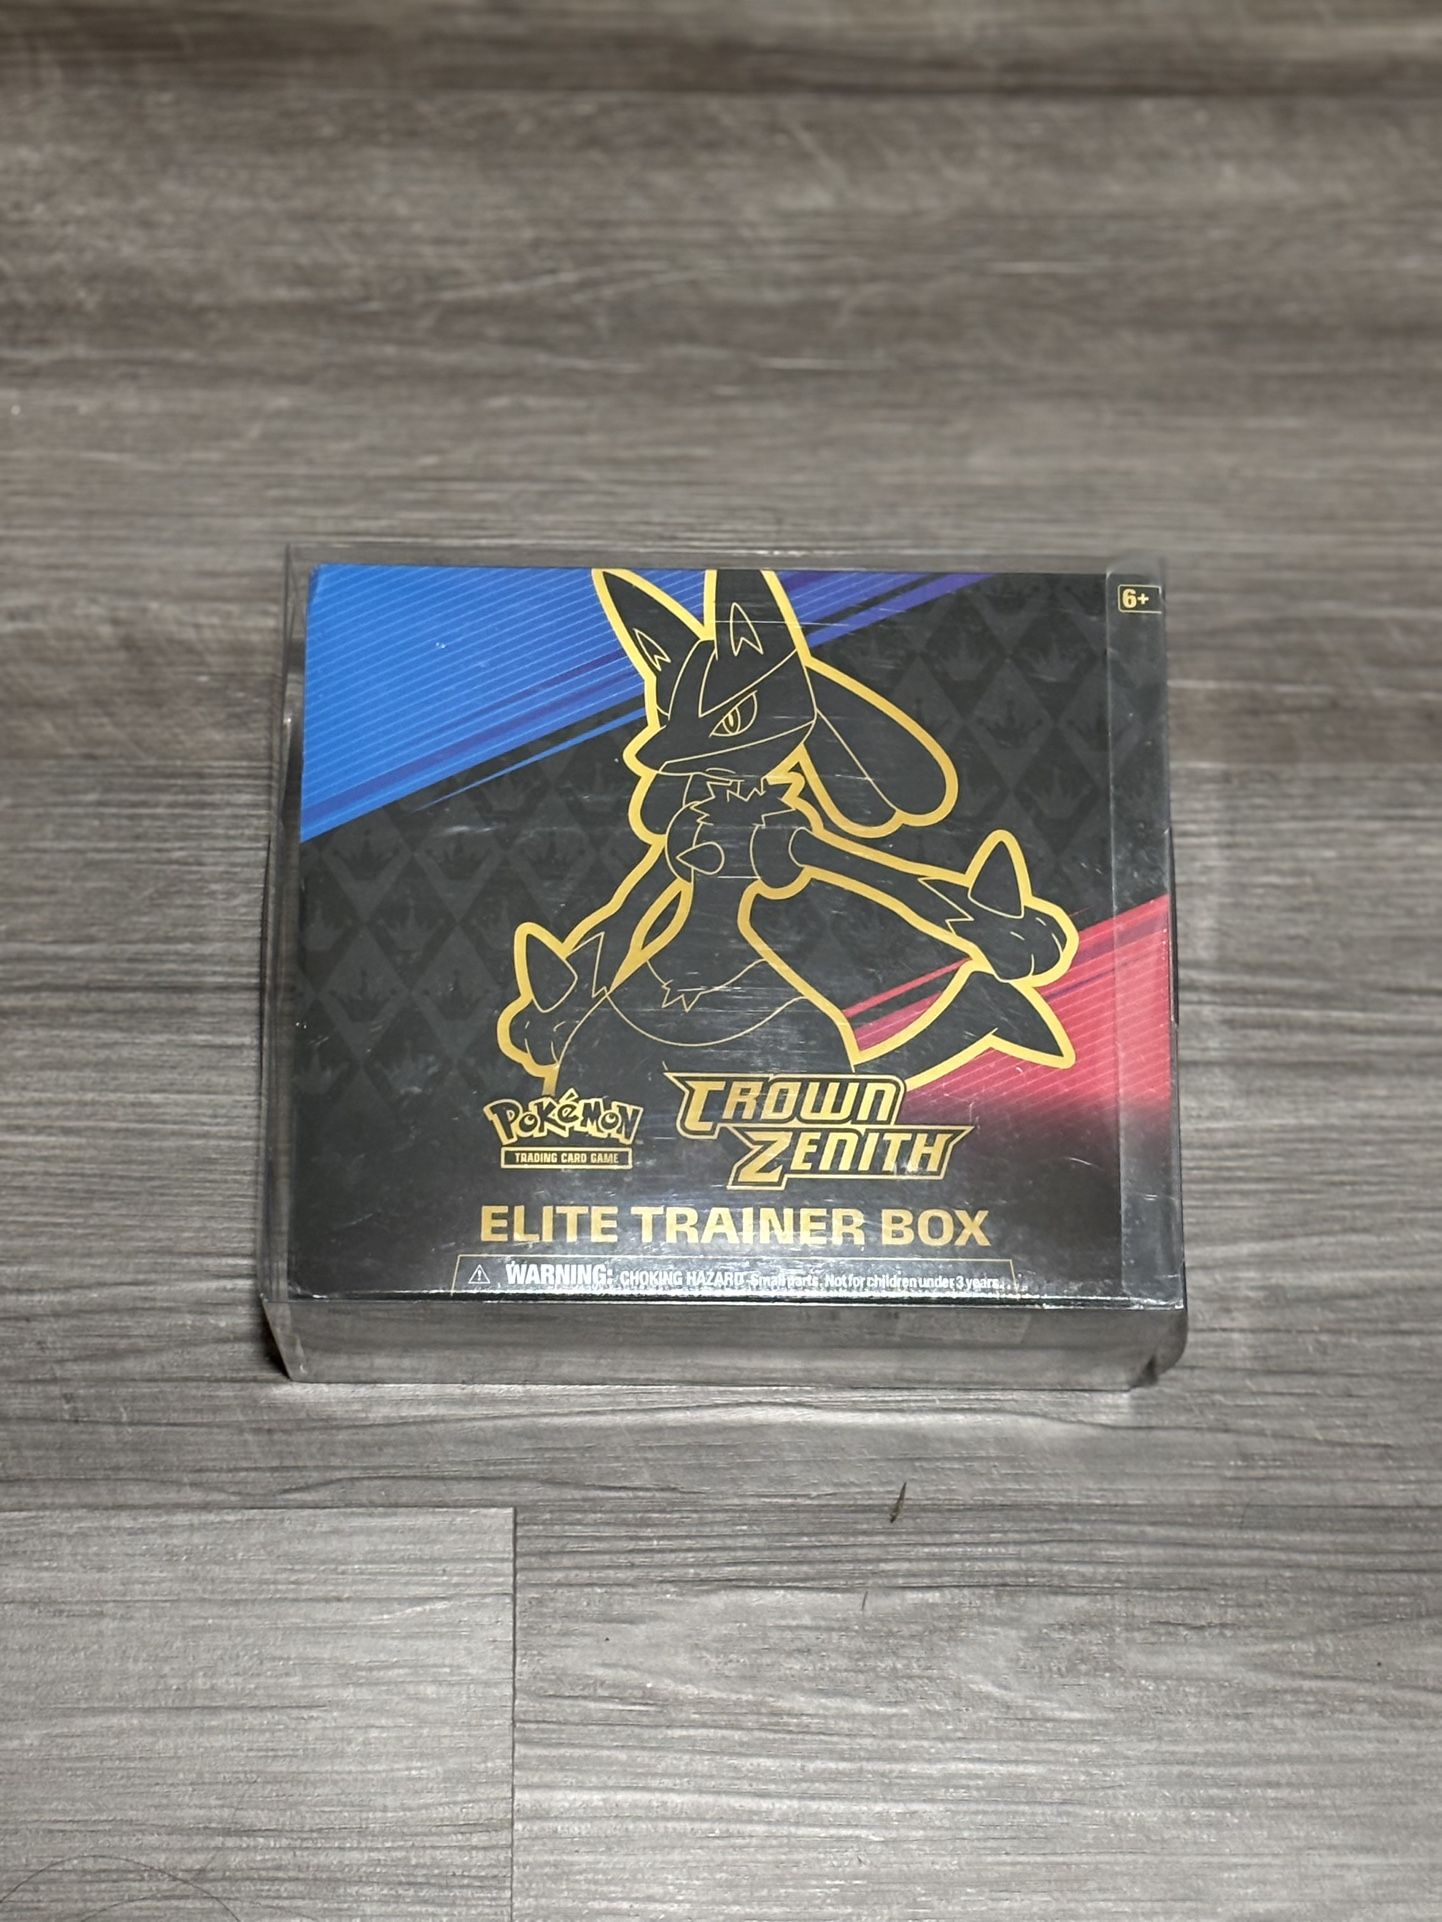 6+
POKéMON
TRADING CARD GAME
CROWN
ZENITH
ELITE TRAINER BOX
WARNING: CHOKING HAZARD-Small parts. Not for children under 3 years.